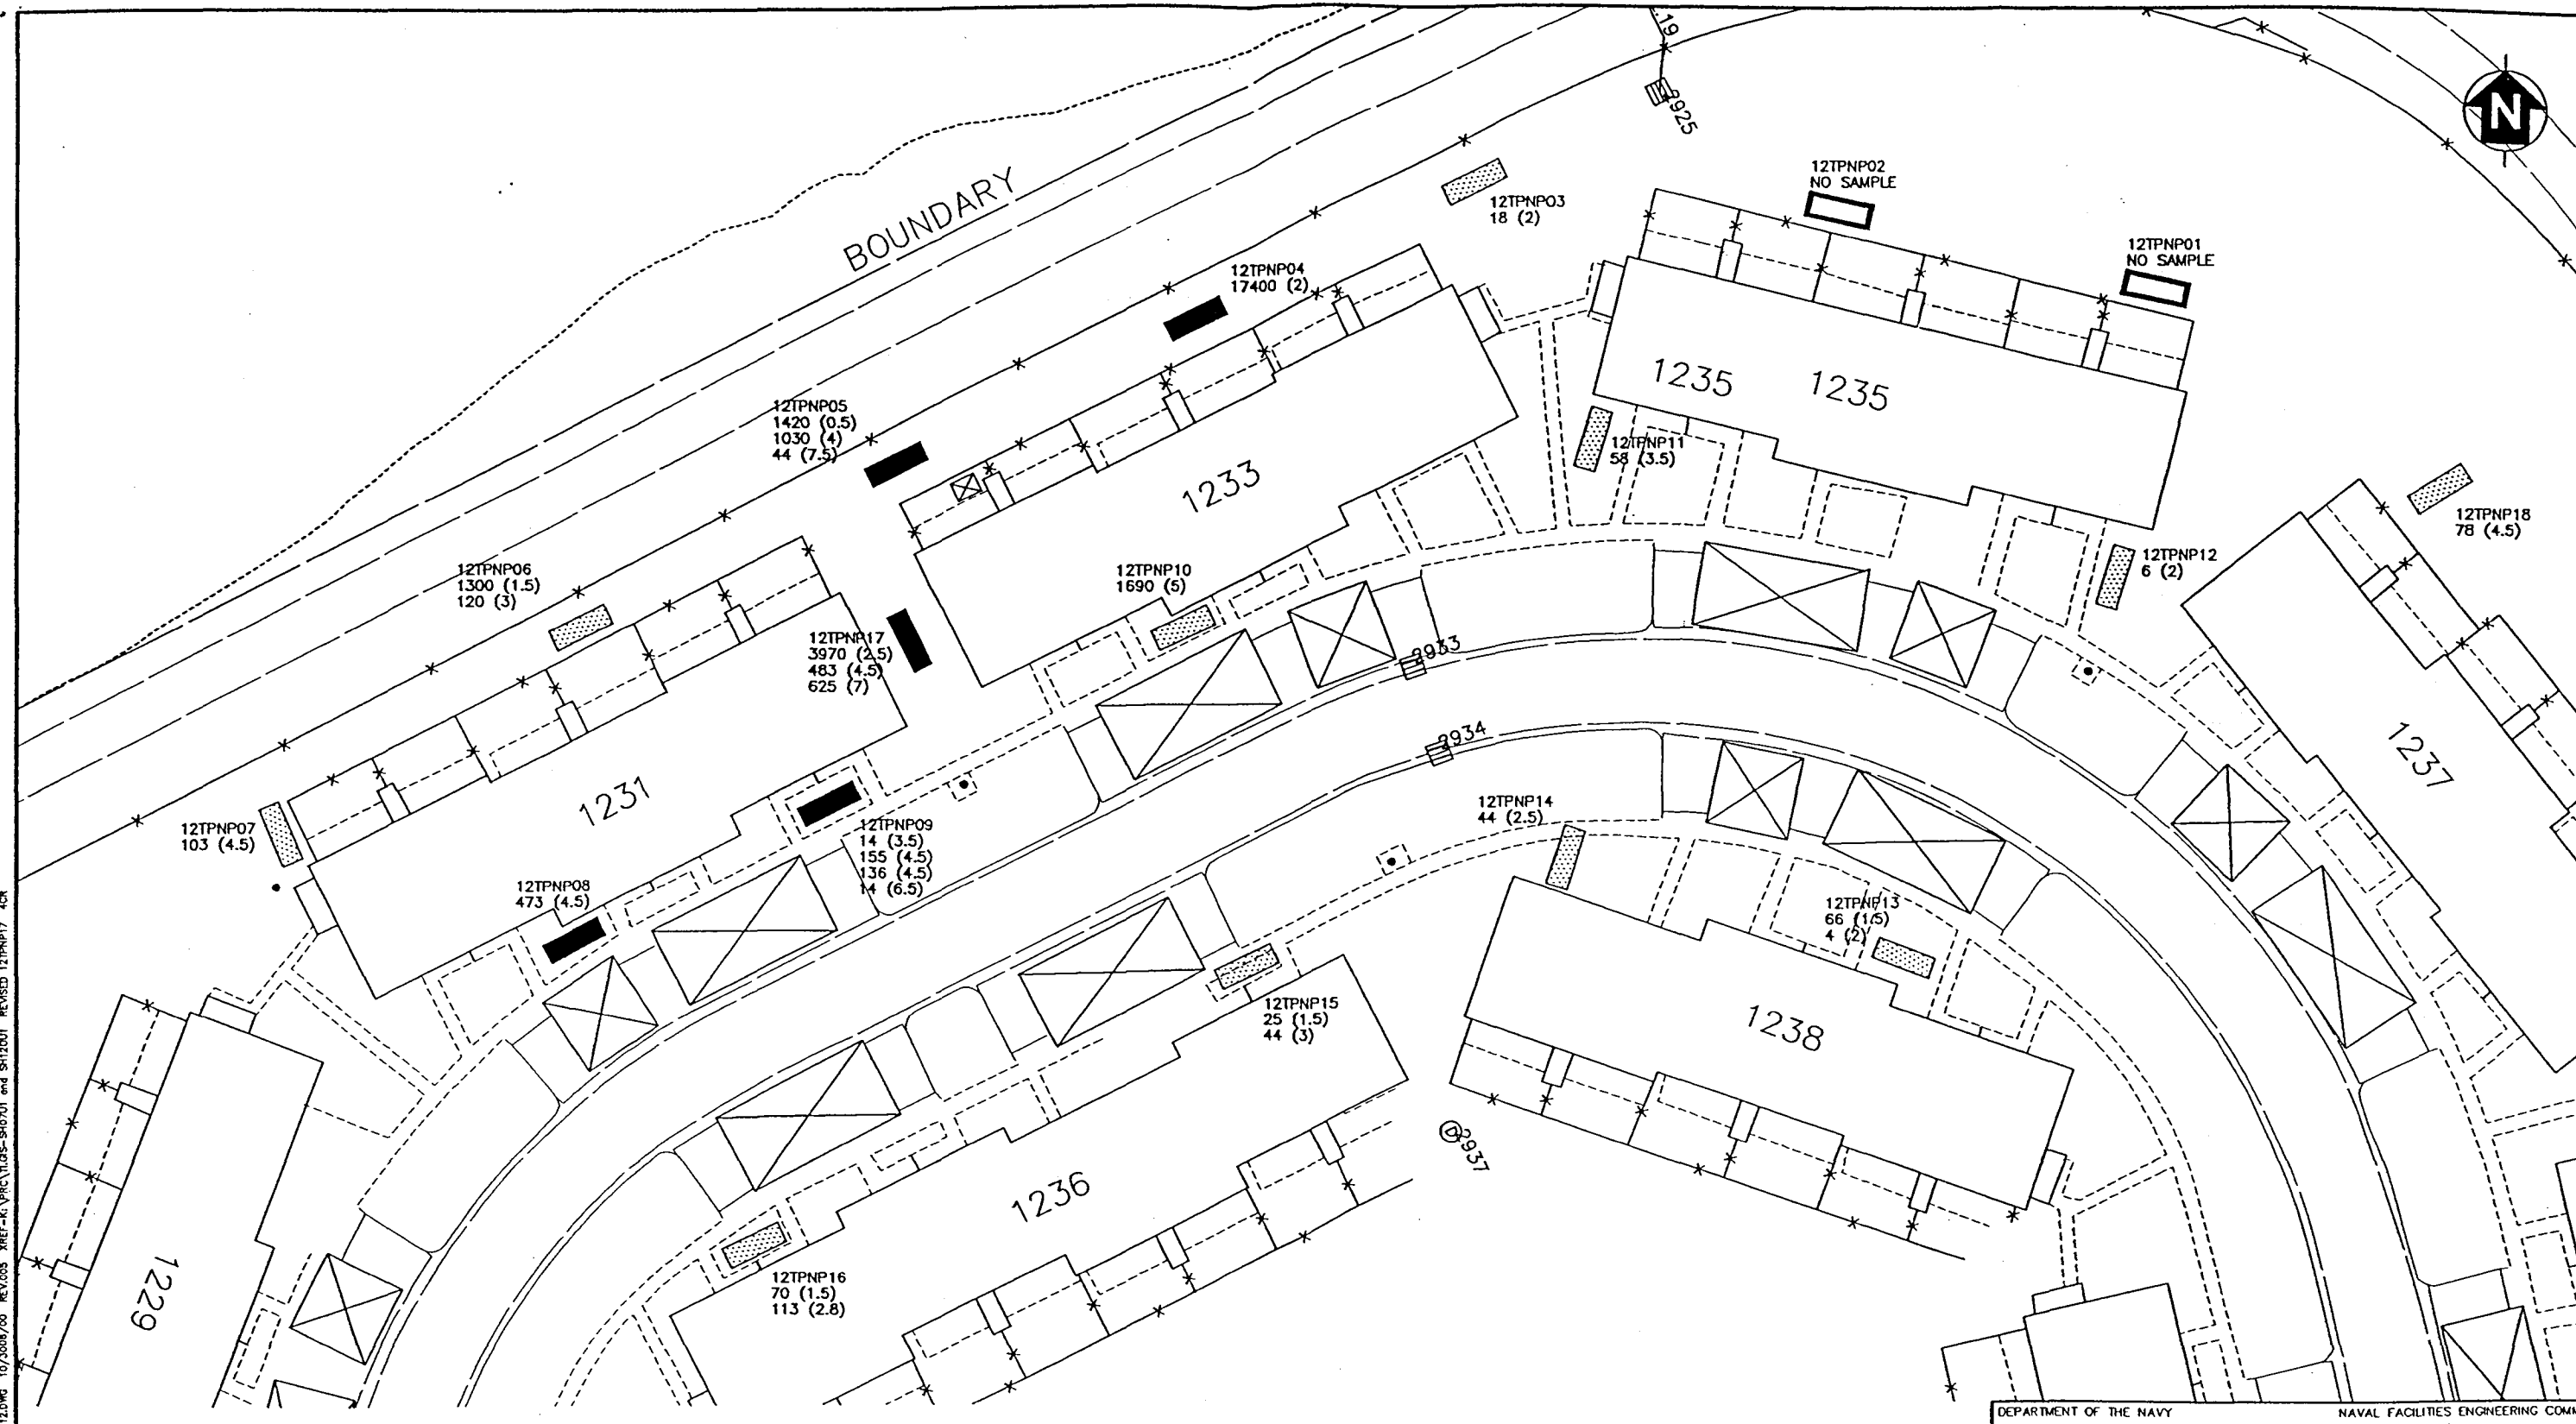 19
2925
N
BOUNDARY
12TPNP02
NO SAMPLE
12TPNP03
18 (2)
12TPNP01
NO SAMPLE
12TPNP04
17400 (2)
1235
1235
12TPNP05
1420 (0.5)
1030 (4)
44 (7.5)
12TPNP11
58 (3.5)
1233
12TPNP18
78 (4.5)
12TPNP06
1300 (1.5)
120 (3)
12TPNP10
1690 (5)
12TPNP12
6 (2)
12TPNP17
3970 (2.5)
483 (4.5)
625 (7)
2933
2934
1237
1231
12TPNP07
103 (4.5)
12TPNP14
44 (2.5)
12TPNP09
14 (3.5)
155 (4.5)
136 (4.5)
14 (6.5)
12TPNP08
473 (4.5)
12TPNP13
66 (1.5)
4 (2)
12TPNP15
25 (1.5)
44 (3)
1238
D
2937
1236
1229
12TPNP16
70 (1.5)
113 (2.8)
DEPARTMENT OF THE NAVY
NAVAL FACILITIES ENGINEERING